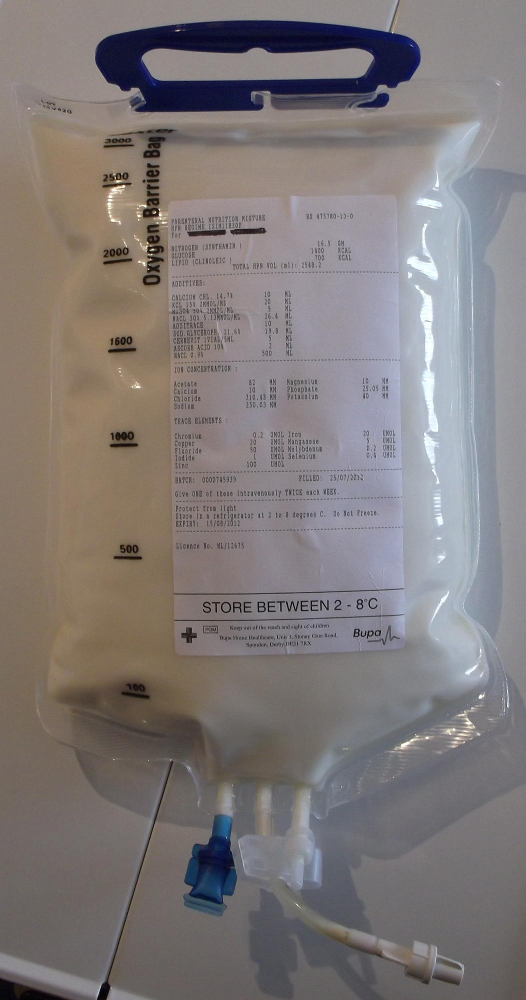 LOT
3000
2500
2000
1500
1000
500
100
Oxygen Barrier Bag
PARENTERAL NUTRITION MIXTURE RX 475780-13-0
HPN REGIME ISIM11B30F
For
NITROGEN (SYNTHAMIN ) 16.5 GM
GLUCOSE 1400 KCAL
LIPID (CLINOLEIC ) 700 KCAL
TOTAL HPN VOL (ml): 2548.2
ADDITIVES:
CALCIUM CHL. 14.7% 10 ML
KCL 15% 2MMOL/ML 20 ML
MGSO4 50% 2MMOL/ML 5 ML
NACL 30% 5.13MMOL/ML 26.4 ML
ADDITRACE 10 ML
SOD.GLYCEROPH. 21.6% 19.8 ML
CERNEVIT 1VIAL/5ML 5 ML
ASCORB ACID 10% 2 ML
NACL 0.9% 500 ML
ION CONCENTRATION :
Acetate 82 MM Magnesium 10 MM
Calcium 10 MM Phosphate 25.05 MM
Chloride 310.43 MM Potassium 40 MM
Sodium 250.03 MM
TRACE ELEMENTS :
Chromium 0.2 UMOL Iron 20 UMOL
Copper 20 UMOL Manganese 5 UMOL
Fluoride 50 UMOL Molybdenum 0.2 UMOL
Iodide 1 UMOL Selenium 0.4 UMOL
Zinc 100 UMOL
BATCH: 0000745939 FILLED: 25/07/2012
Give ONE of these intravenously TWICE each WEEK.
Protect from light
Store in a refrigerator at 2 to 8 degrees C. Do Not Freeze.
EXPIRY: 15/08/2012
Licence No. ML/12675
STORE BETWEEN 2 - 8°C
POM Keep out of the reach and sight of children
Bupa Home Healthcare, Unit 3, Stoney Gate Road,
Spondon, Derby DE21 7RX
Bupa